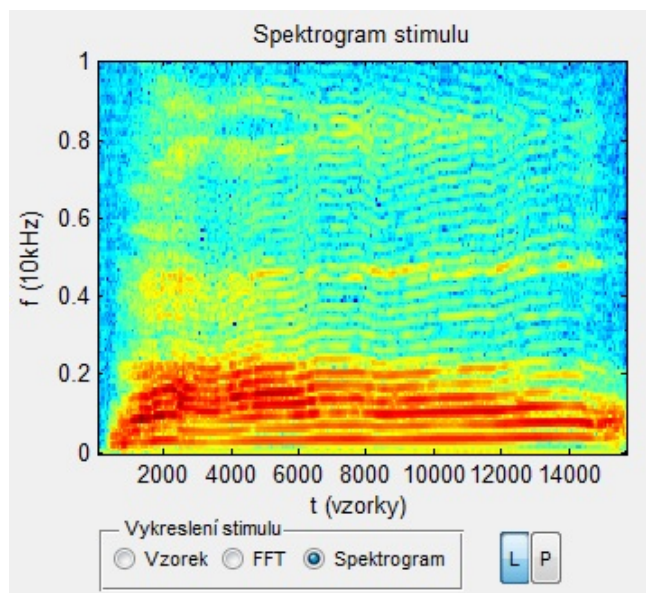 Spektrogram stimulu
1
0.8
0.6
0.4
0.2
0
f (10kHz)
2000 4000 6000 8000 10000 12000 14000
t (vzorky)
Vykreslení stimulu
Vzorek FFT Spektrogram L P